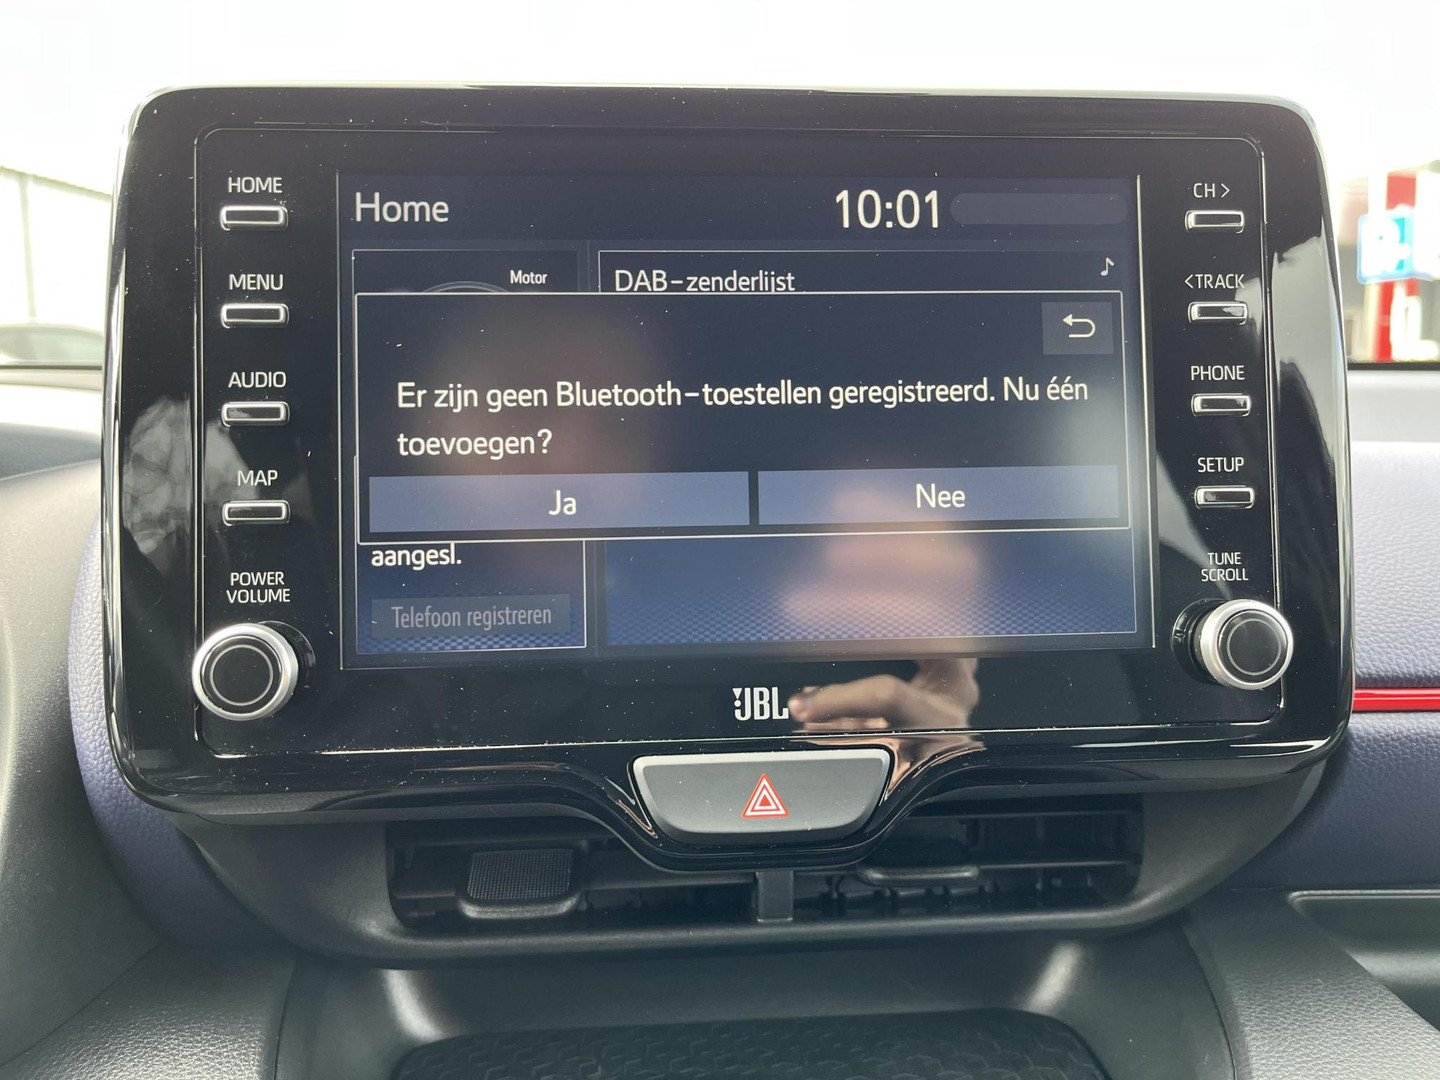 HOME
MENU
AUDIO
MAP
POWER
VOLUME
Home
10:01
Motor
DAB-zenderlijst
Er zijn geen Bluetooth-toestellen geregistreerd. Nu één
toevoegen?
Ja
Nee
aangesl.
Telefoon registreren
CH >
< TRACK
PHONE
SETUP
TUNE
SCROLL
JBL